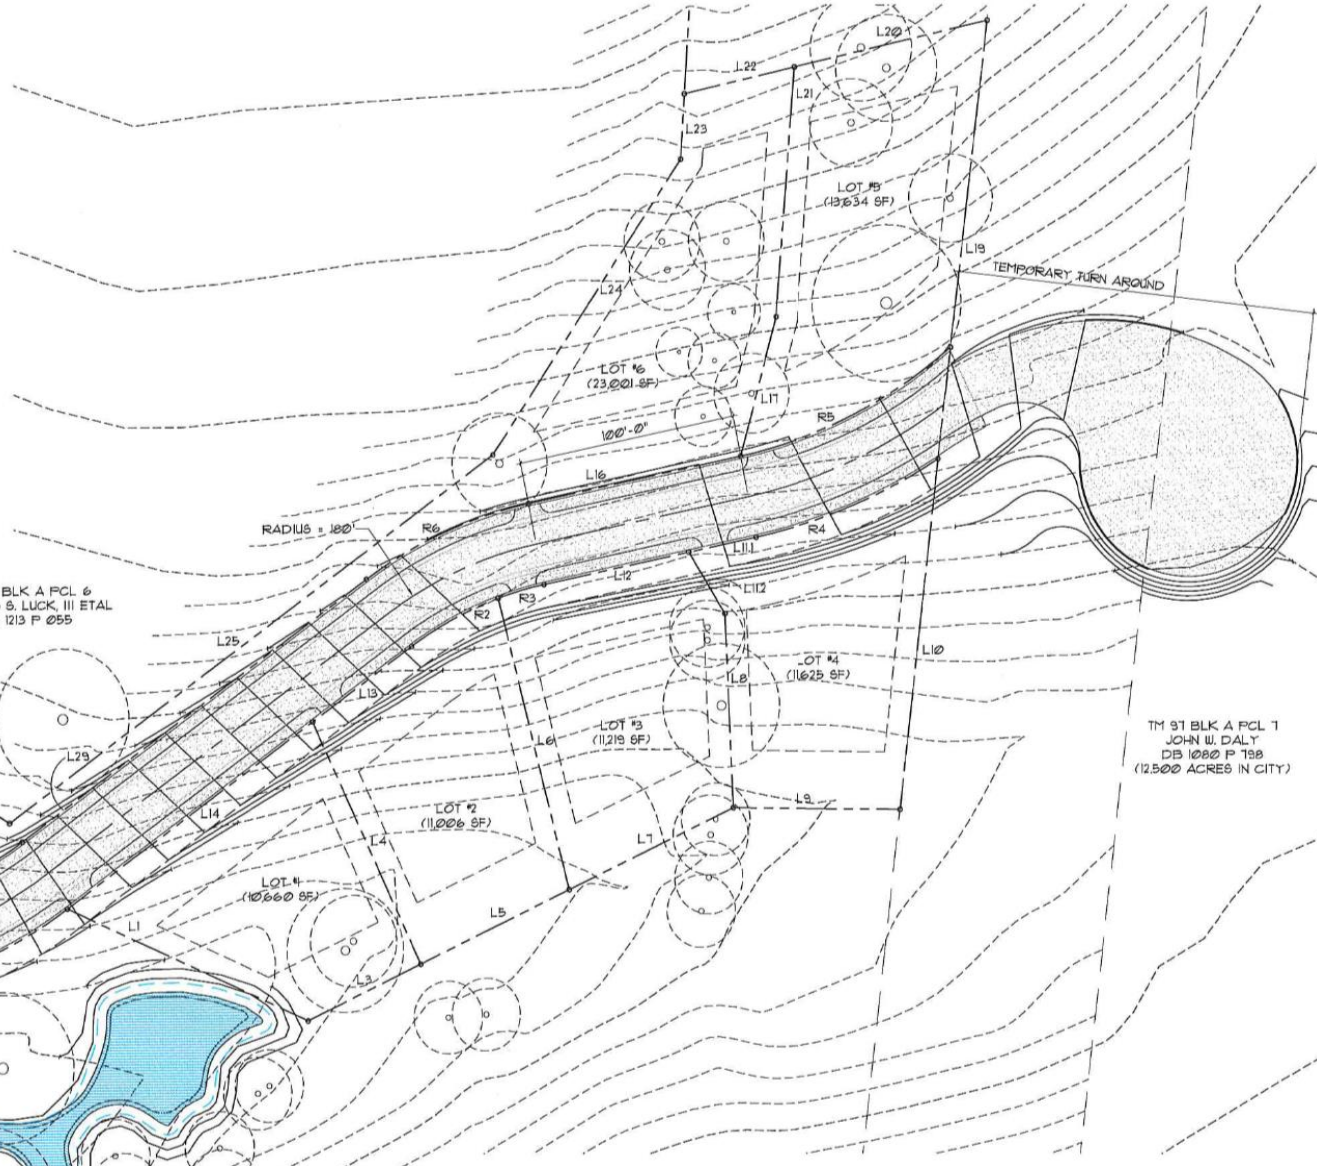 L20
L22
L21
L23
LOT #5
(13,634 SF)
L19
TEMPORARY TURN AROUND
L24
LOT #6
(23,001 SF)
L17
R5
100'-0"
L16
RADIUS = 180'
R6
R4
L11
L12
L112
BLK A PCL 6
S. LUCK, III ETAL
1213 P 055
R3
R2
L25
L10
LOT #4
(11,625 SF)
L8
L13
LOT #3
(11,219 SF)
L6
TM 97 BLK A PCL 7
JOHN W. DALY
DB 1080 P 798
(12.500 ACRES IN CITY)
L29
L9
L14
LOT #2
(11,006 SF)
L4
L7
LOT #1
(10,660 SF)
L5
L1
L3